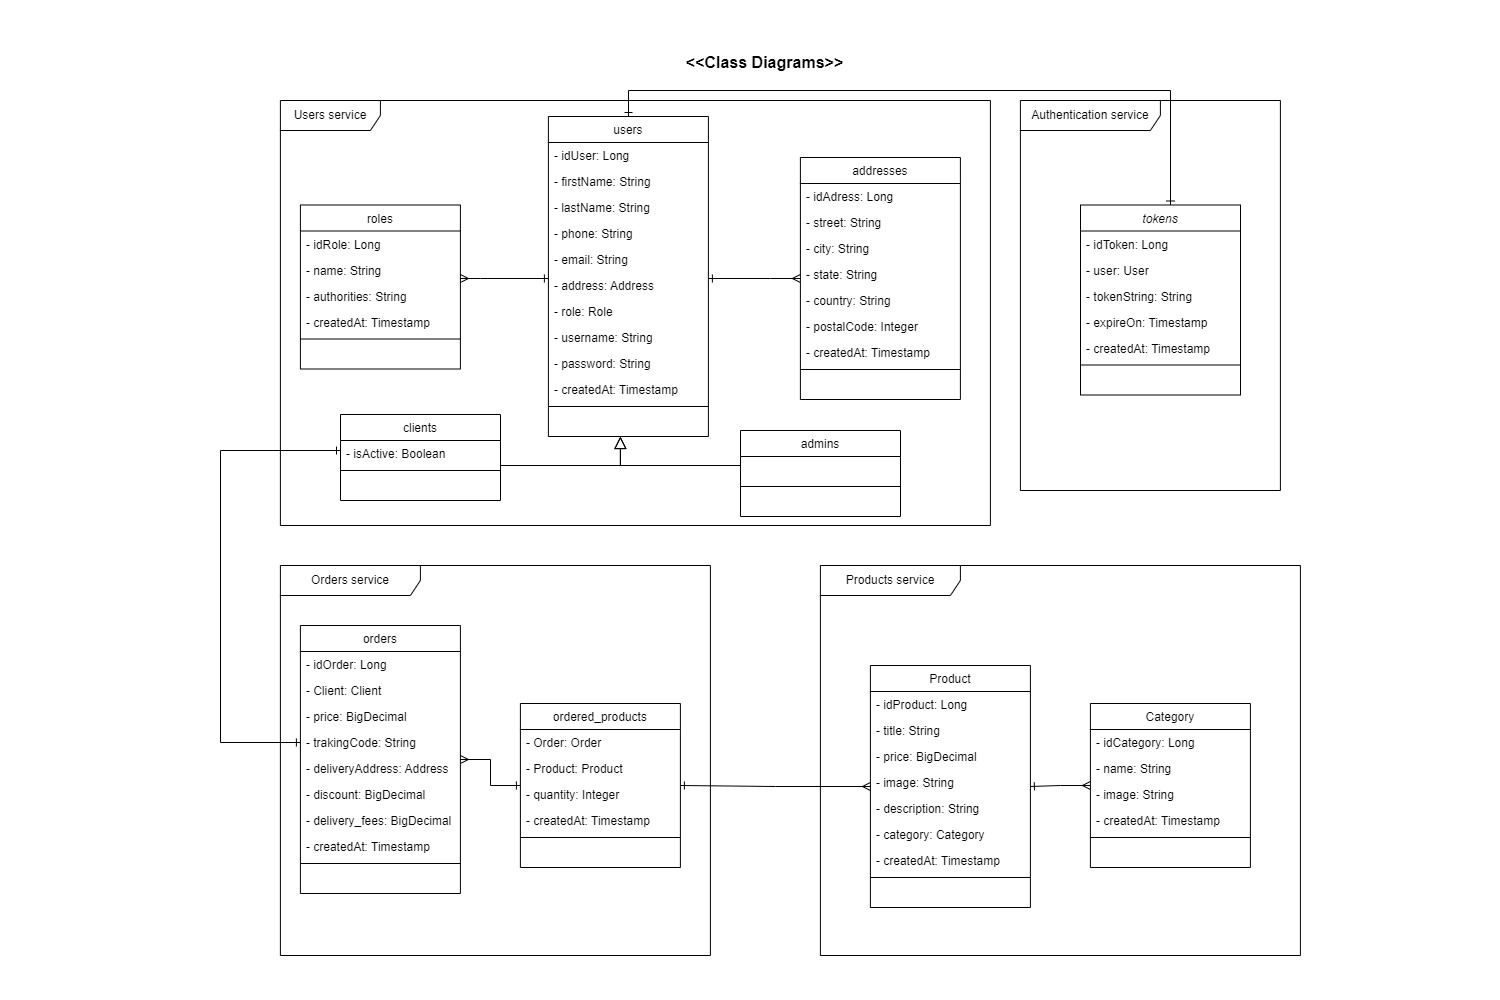 <<Class Diagrams>>
Users service
users
- idUser: Long
- firstName: String
- lastName: String
- phone: String
- email: String
- address: Address
- role: Role
- username: String
- password: String
- createdAt: Timestamp
roles
- idRole: Long
- name: String
- authorities: String
- createdAt: Timestamp
addresses
- idAdress: Long
- street: String
- city: String
- state: String
- country: String
- postalCode: Integer
- createdAt: Timestamp
clients
- isActive: Boolean
admins
Authentication service
tokens
- idToken: Long
- user: User
- tokenString: String
- expireOn: Timestamp
- createdAt: Timestamp
Orders service
orders
- idOrder: Long
- Client: Client
- price: BigDecimal
- trakingCode: String
- deliveryAddress: Address
- discount: BigDecimal
- delivery_fees: BigDecimal
- createdAt: Timestamp
ordered_products
- Order: Order
- Product: Product
- quantity: Integer
- createdAt: Timestamp
Products service
Product
- idProduct: Long
- title: String
- price: BigDecimal
- image: String
- description: String
- category: Category
- createdAt: Timestamp
Category
- idCategory: Long
- name: String
- image: String
- createdAt: Timestamp